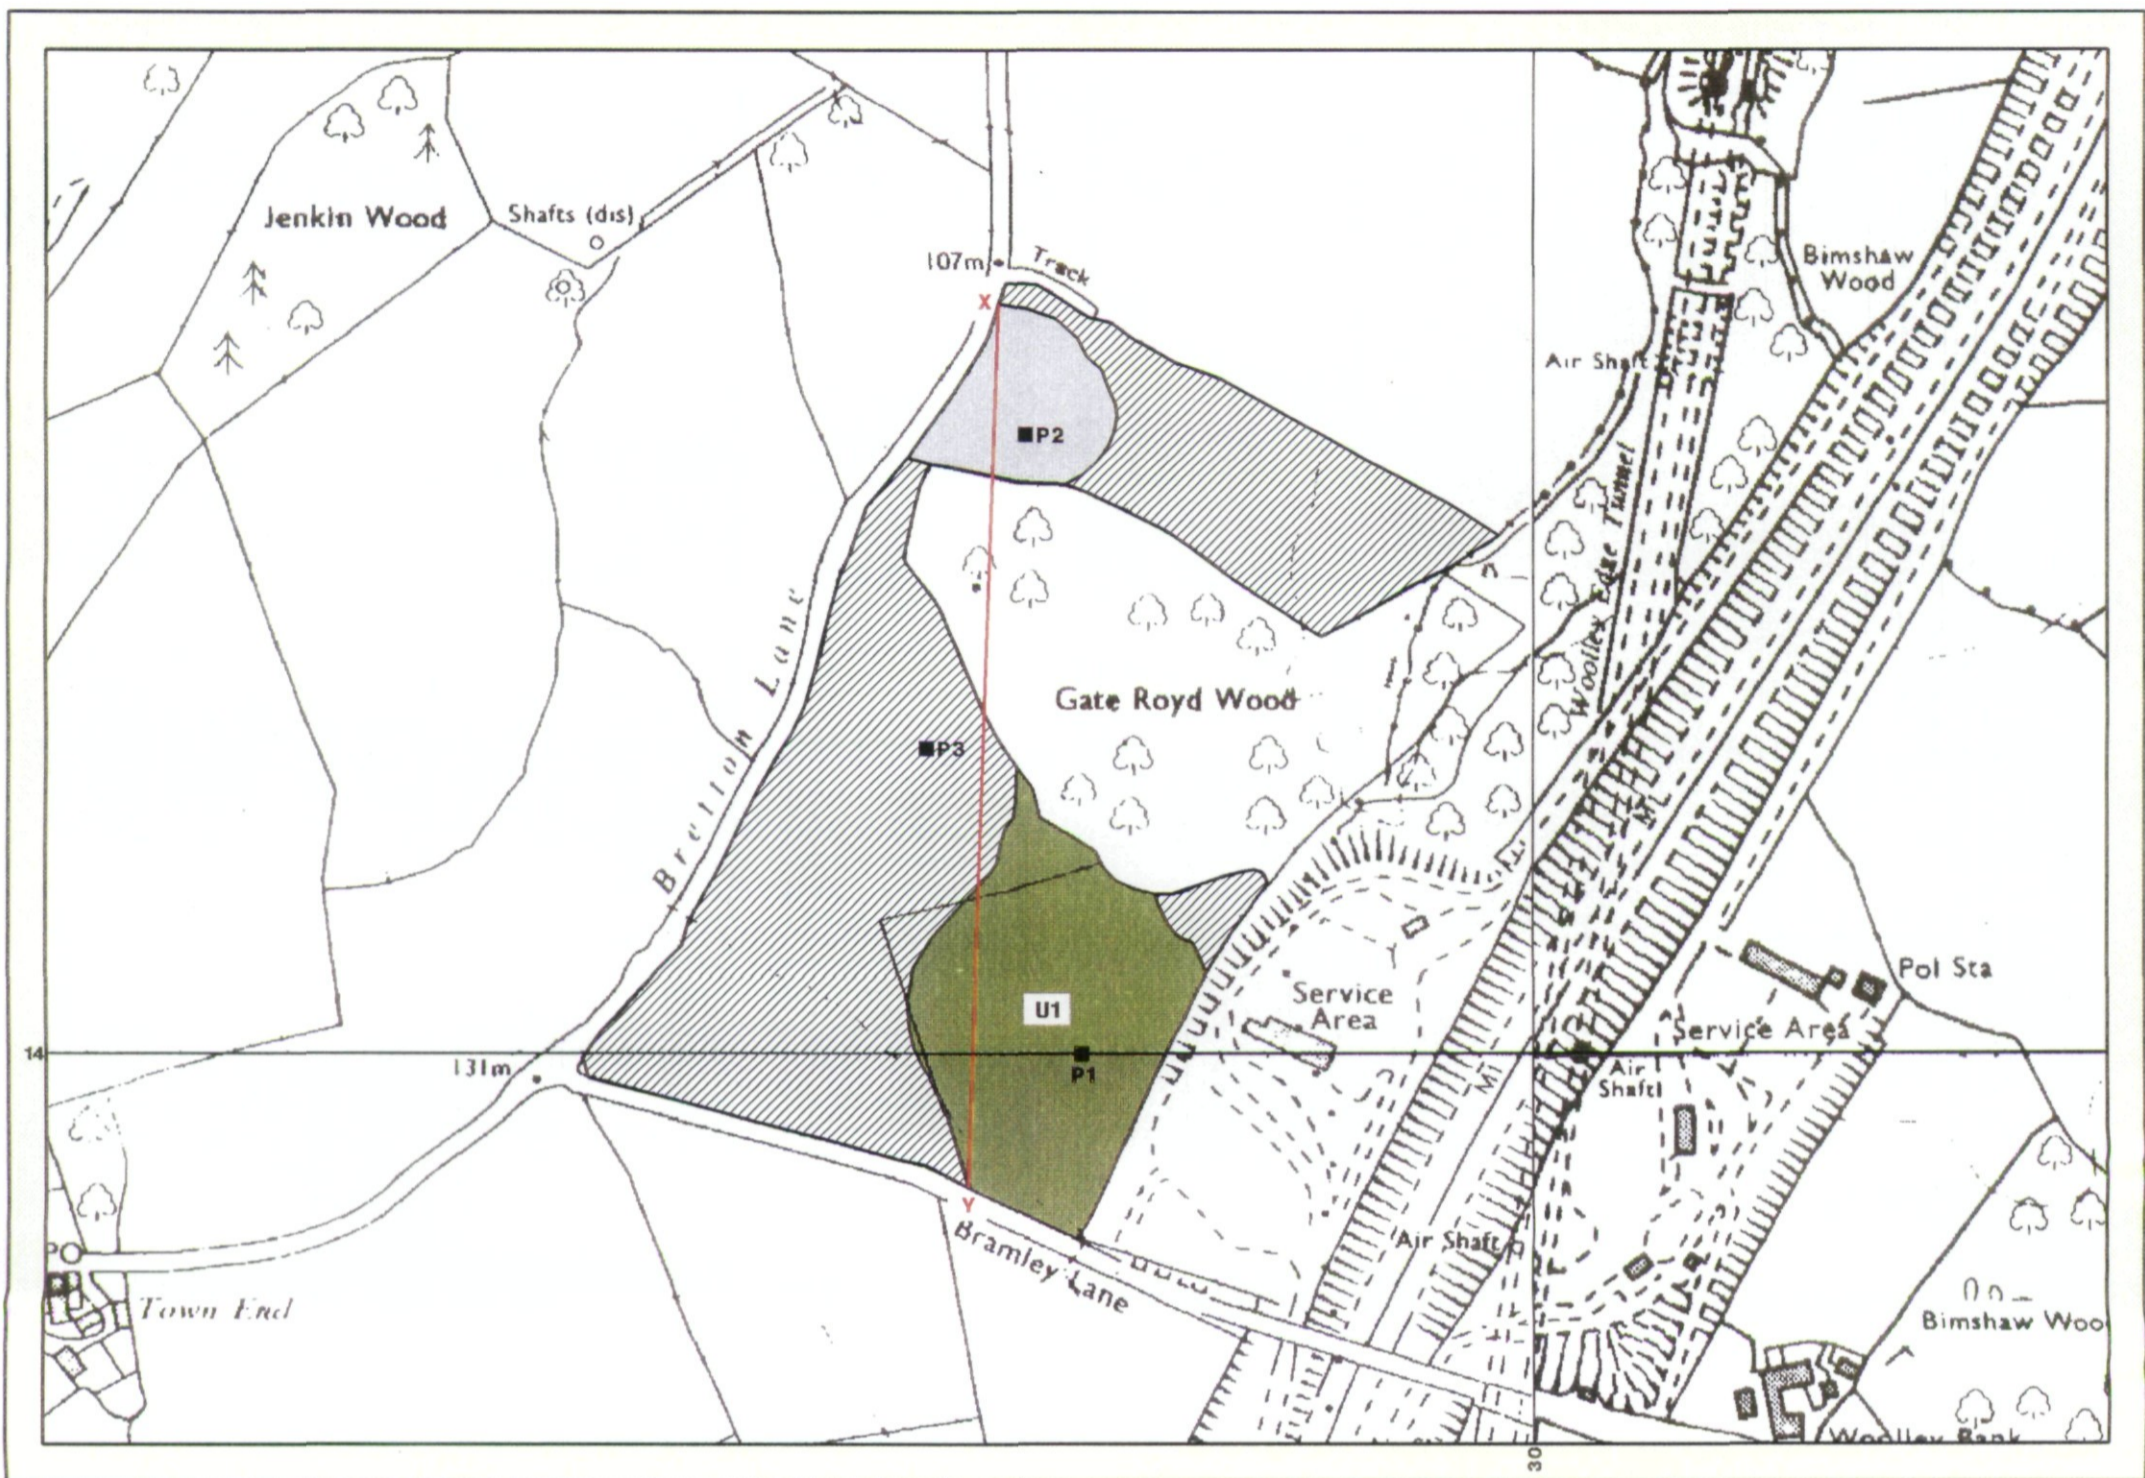 Jenkin Wood
Shafts (dis)
107m
Track
X
Bimshaw
Wood
Air Shaft
P2
Woolley Edge Tunnel
Bretton Lane
Gate Royd Wood
P3
U1
Service
Area
Pol Sta
Service Area
14
131m
P1
Air
Shaft
M1
Y
Bramley Lane
Air Shaft
Town End
Bimshaw Woo
Woolley Bank
30